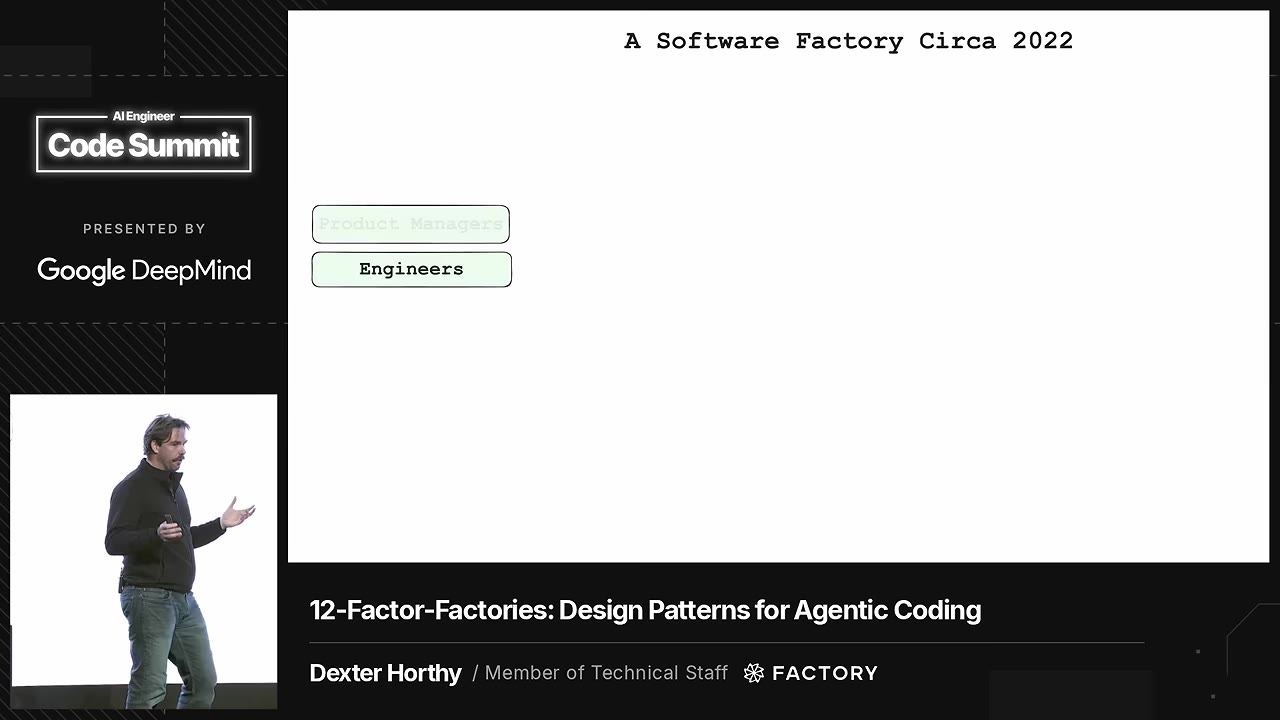 A Software Factory Circa 2022
AI Engineer
Code Summit
PRESENTED BY
Google DeepMind
Product Managers
Engineers
12-Factor-Factories: Design Patterns for Agentic Coding
Dexter Horthy / Member of Technical Staff FACTORY